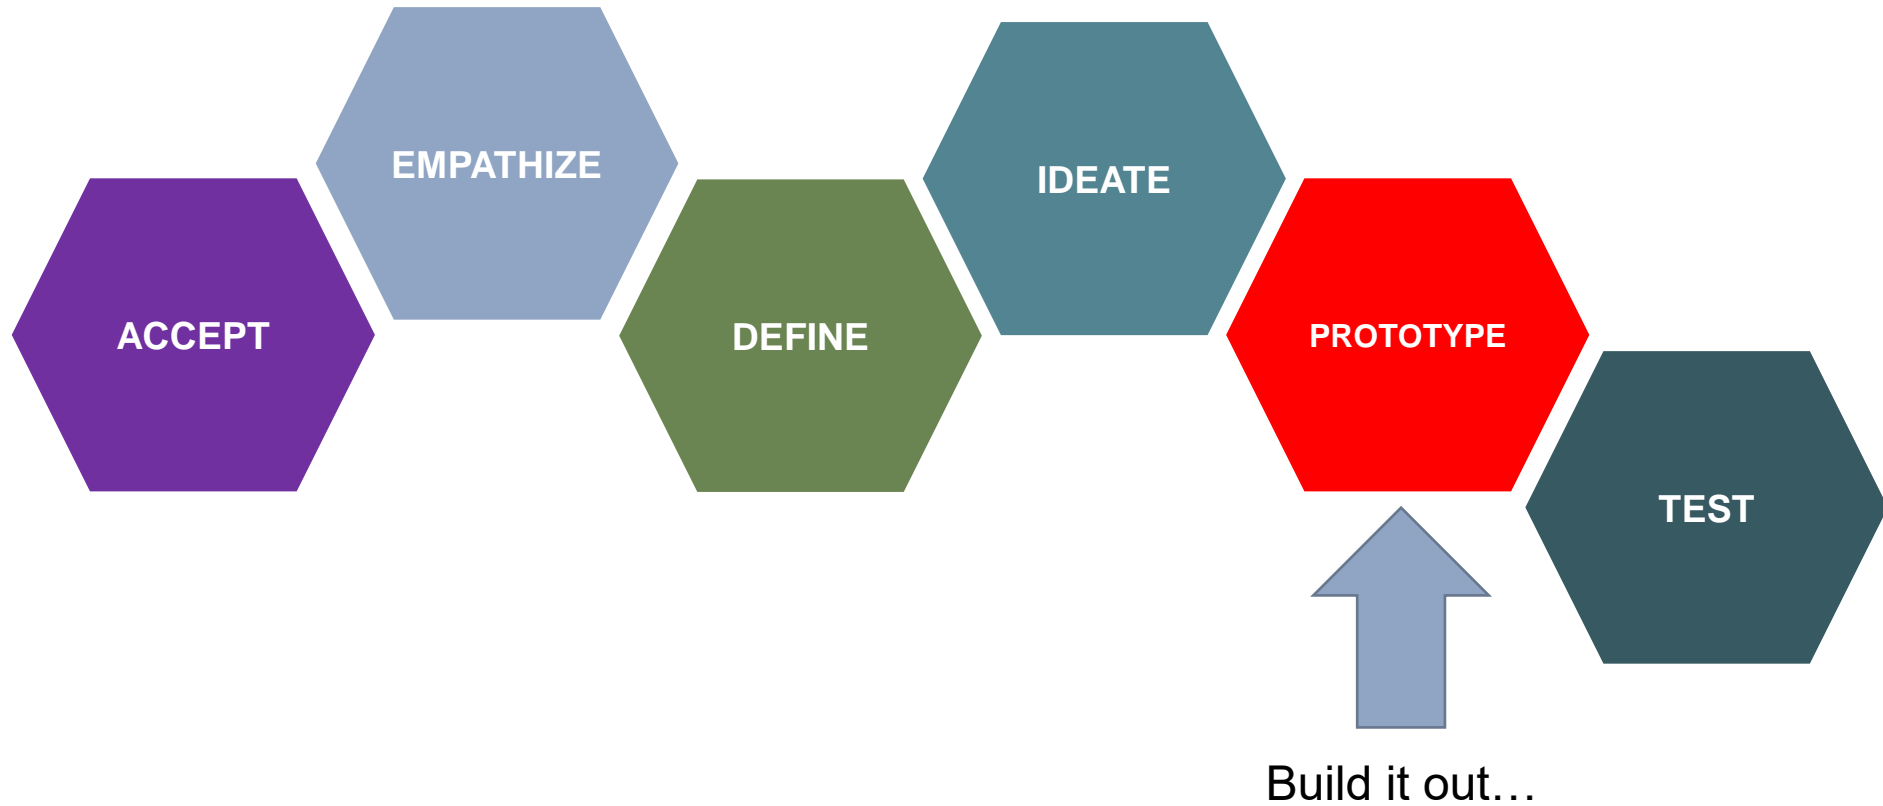 ACCEPT
EMPATHIZE
DEFINE
IDEATE
PROTOTYPE
TEST
Build it out…